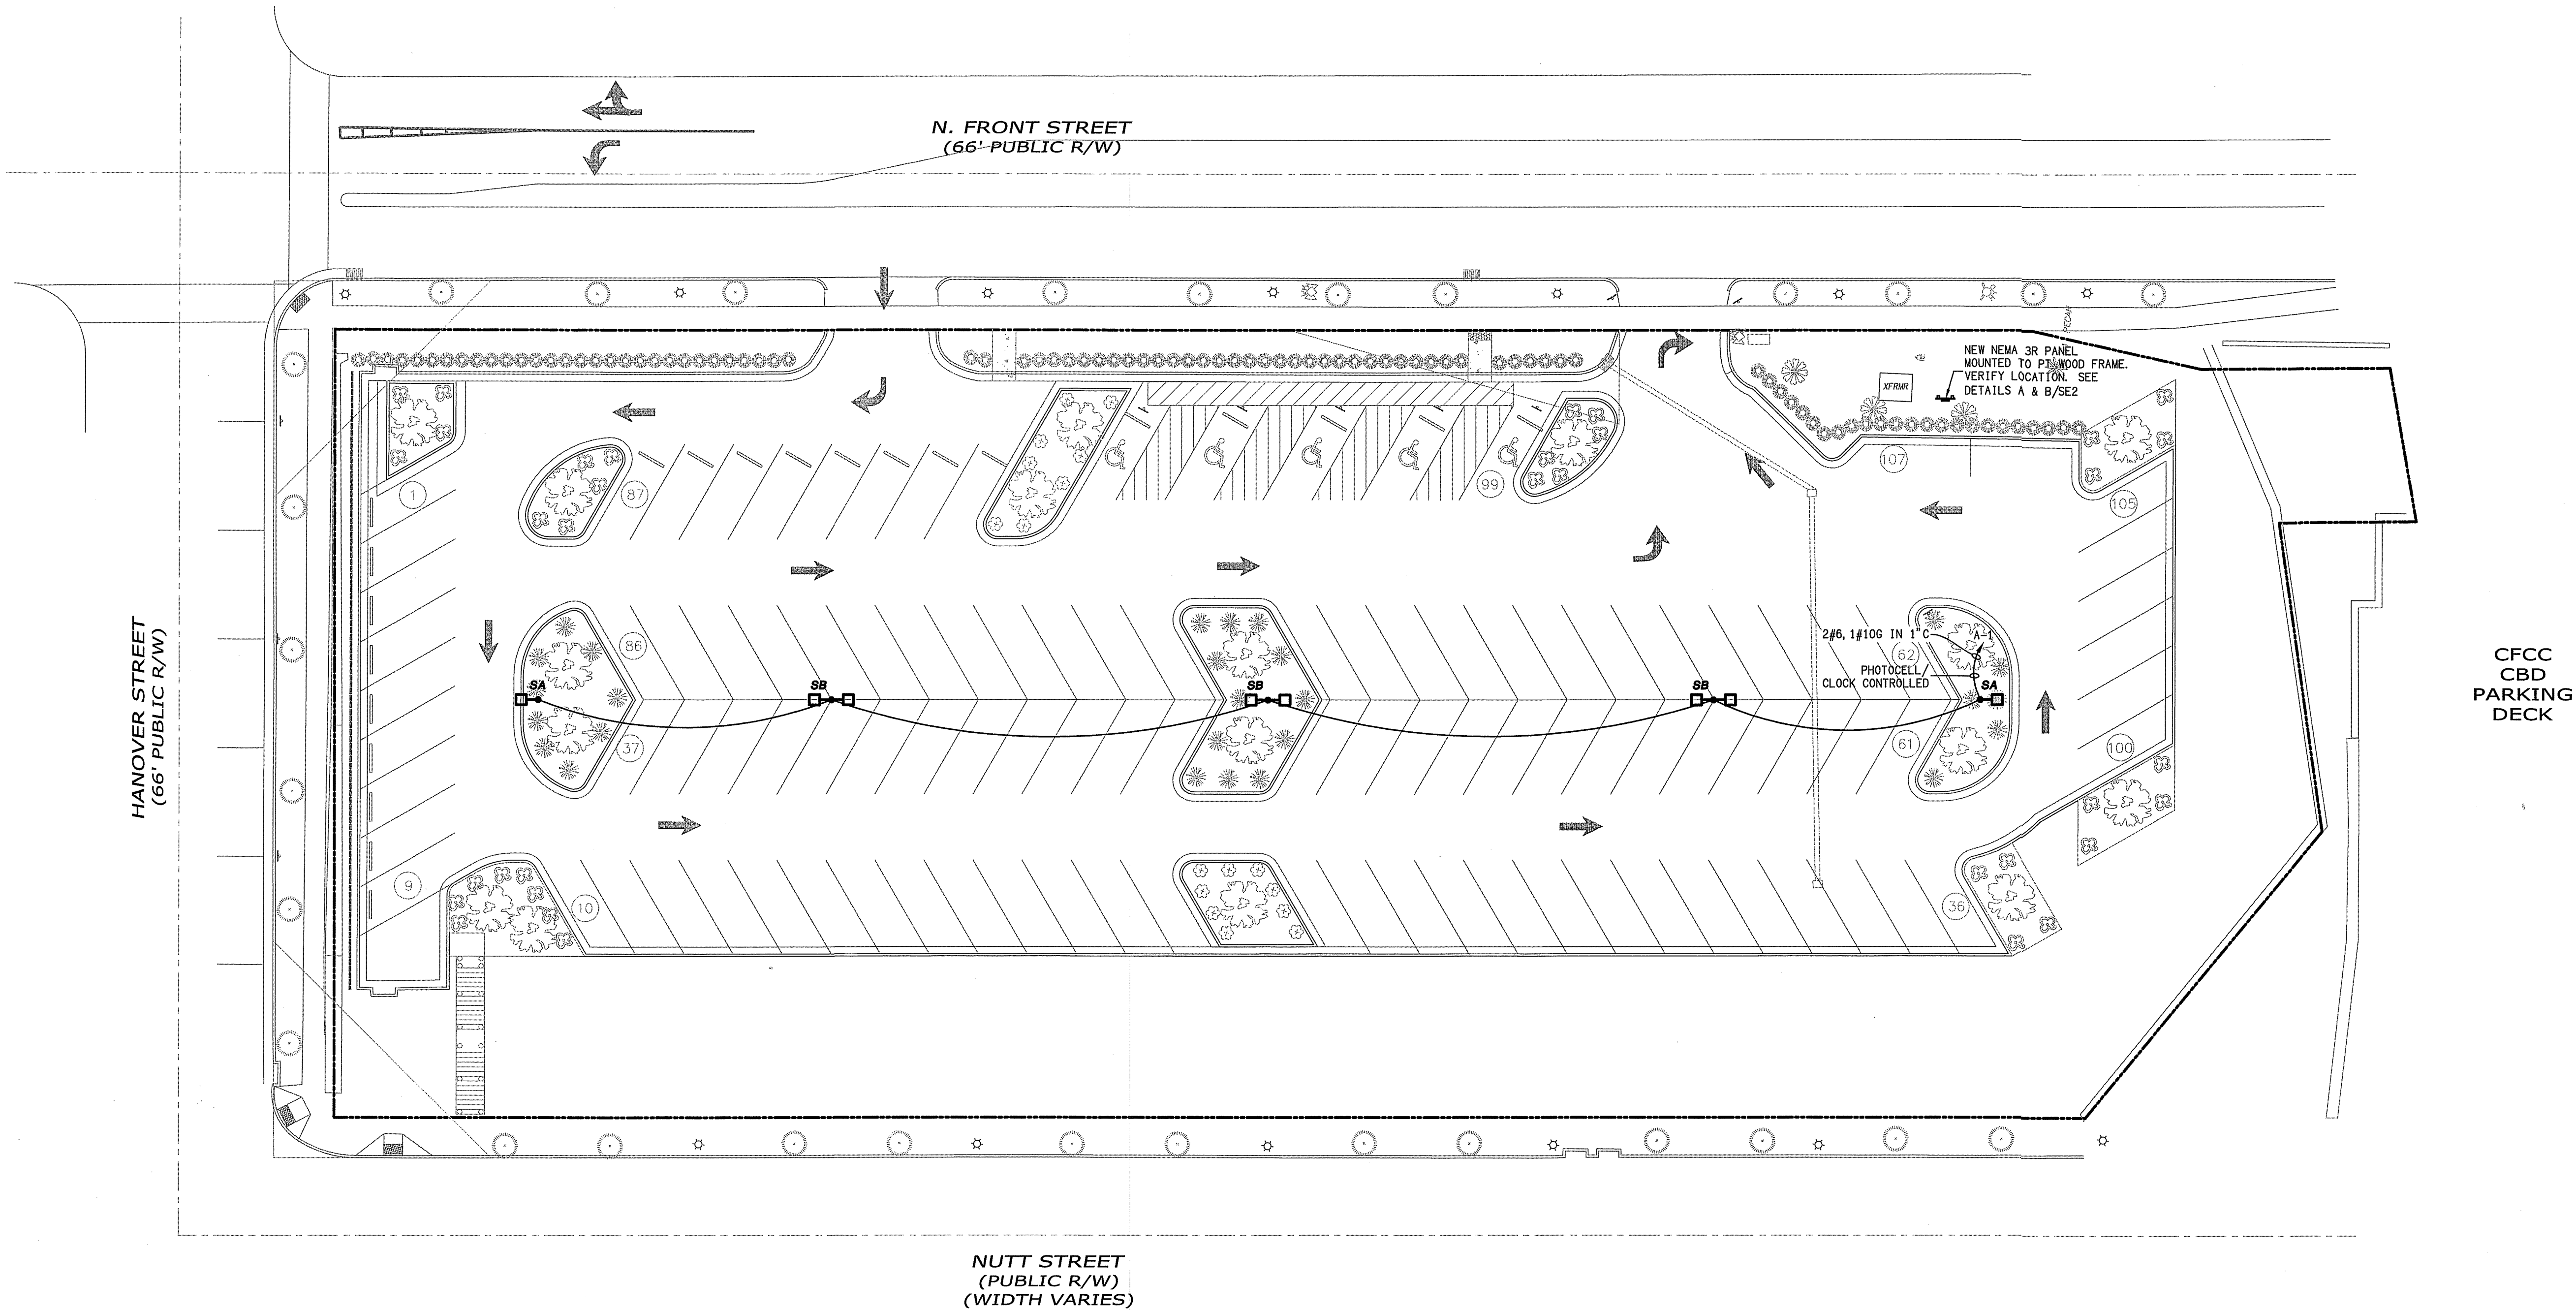 N. FRONT STREET
(66' PUBLIC R/W)
PECAN
NEW NEMA 3R PANEL
MOUNTED TO PT WOOD FRAME.
VERIFY LOCATION. SEE
DETAILS A & B/SE2
XFRMR
107
1
87
99
105
HANOVER STREET
(66' PUBLIC R/W)
86
2#6, 1#10G IN 1"C
A-1
62
PHOTOCELL/
CLOCK CONTROLLED
SA
SB
SB
SB
SA
37
61
100
CFCC
CBD
PARKING
DECK
9
10
36
NUTT STREET
(PUBLIC R/W)
(WIDTH VARIES)